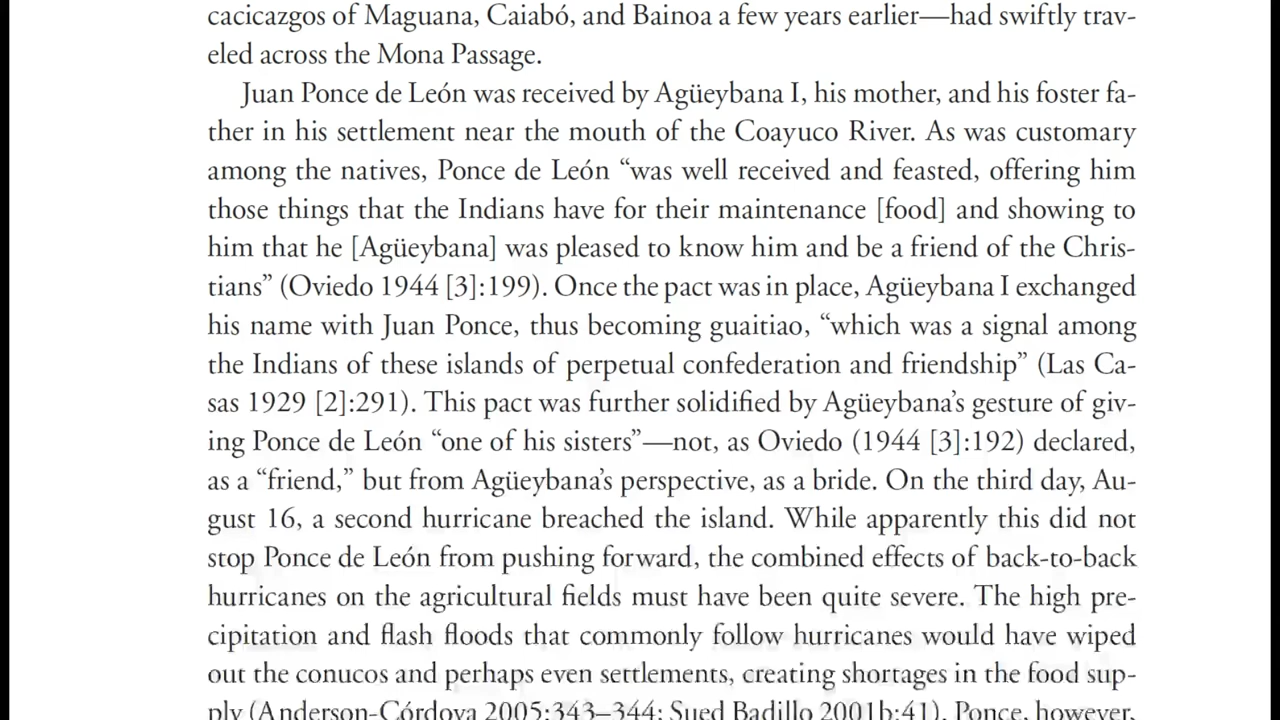 cacicazgos of Maguana, Caiabó, and Bainoa a few years earlier—had swiftly trav-
eled across the Mona Passage.
Juan Ponce de León was received by Agüeybana I, his mother, and his foster fa-
ther in his settlement near the mouth of the Coayuco River. As was customary
among the natives, Ponce de León “was well received and feasted, offering him
those things that the Indians have for their maintenance [food] and showing to
him that he [Agüeybana] was pleased to know him and be a friend of the Chris-
tians” (Oviedo 1944 [3]:199). Once the pact was in place, Agüeybana I exchanged
his name with Juan Ponce, thus becoming guaitiao, “which was a signal among
the Indians of these islands of perpetual confederation and friendship” (Las Ca-
sas 1929 [2]:291). This pact was further solidified by Agüeybana’s gesture of giv-
ing Ponce de León “one of his sisters”—not, as Oviedo (1944 [3]:192) declared,
as a “friend,” but from Agüeybana’s perspective, as a bride. On the third day, Au-
gust 16, a second hurricane breached the island. While apparently this did not
stop Ponce de León from pushing forward, the combined effects of back-to-back
hurricanes on the agricultural fields must have been quite severe. The high pre-
cipitation and flash floods that commonly follow hurricanes would have wiped
out the conucos and perhaps even settlements, creating shortages in the food sup-
ply (Anderson-Córdova 2005:343–344; Sued Badillo 2001b:41). Ponce, however,